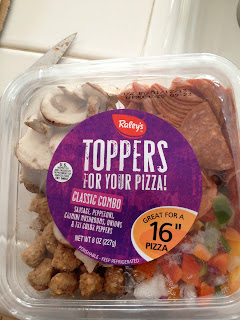 Raley's
TOPPERS
FOR YOUR PIZZA!
CLASSIC COMBO
SAUSAGE, PEPPERONI,
CRIMINI MUSHROOMS, ONIONS
& TRI COLOR PEPPERS
NET WT 8 OZ (227g)
PERISHABLE - KEEP REFRIGERATED
GREAT FOR A
16"
PIZZA